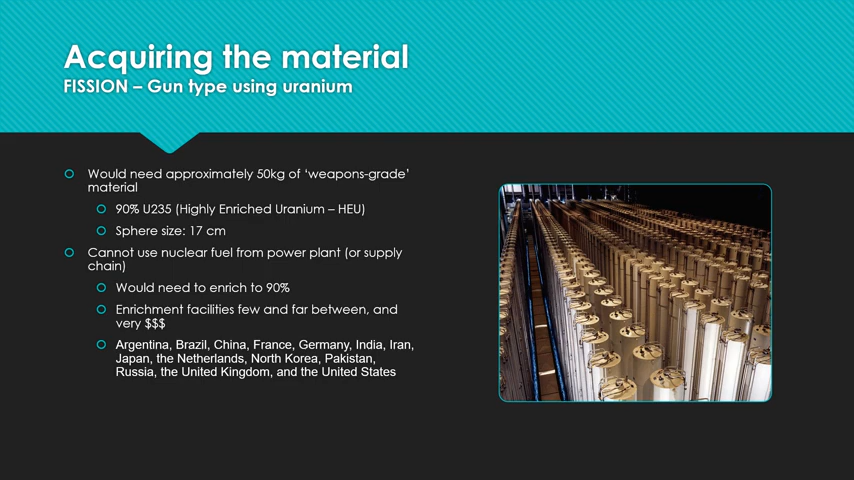 Acquiring the material
FISSION – Gun type using uranium
Would need approximately 50kg of ‘weapons-grade’
material
90% U235 (Highly Enriched Uranium – HEU)
Sphere size: 17 cm
Cannot use nuclear fuel from power plant (or supply
chain)
Would need to enrich to 90%
Enrichment facilities few and far between, and
very $$$
Argentina, Brazil, China, France, Germany, India, Iran,
Japan, the Netherlands, North Korea, Pakistan,
Russia, the United Kingdom, and the United States